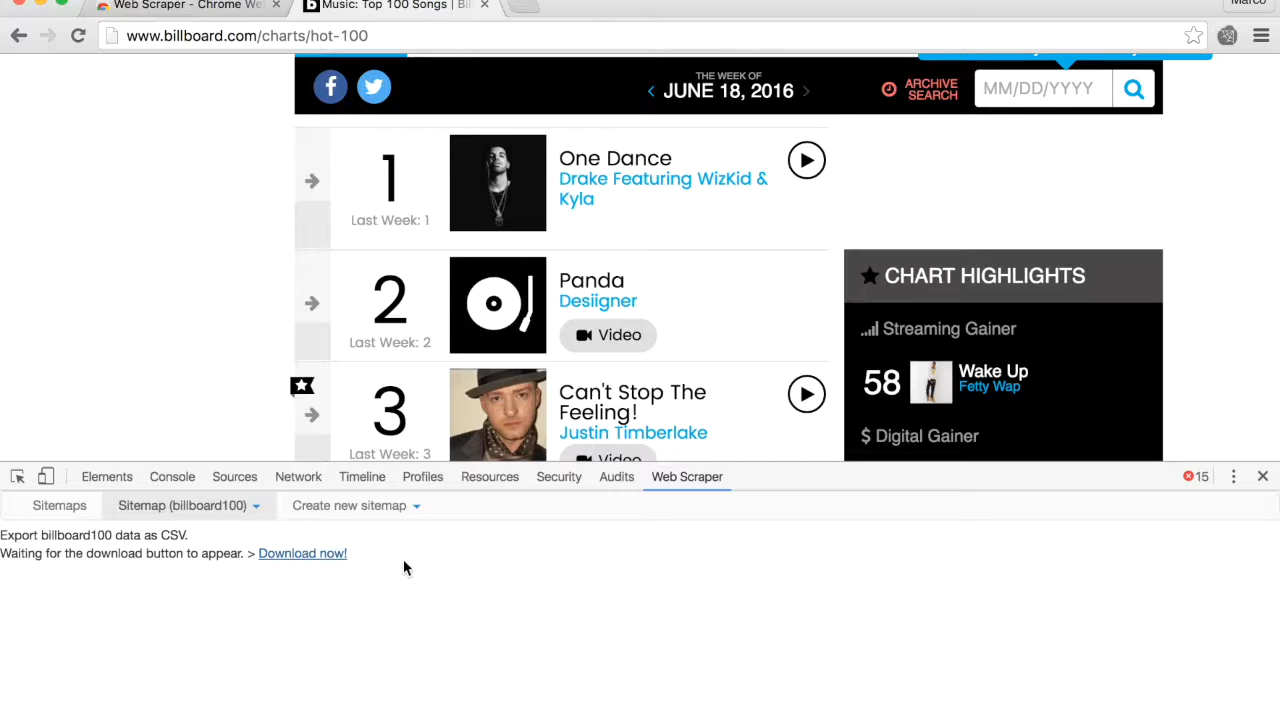 Web Scraper - Chrome We
Music: Top 100 Songs | Bil
Marco
www.billboard.com/charts/hot-100
THE WEEK OF
JUNE 18, 2016
ARCHIVE
SEARCH
MM/DD/YYYY
1
Last Week: 1
One Dance
Drake Featuring WizKid &
Kyla
2
Last Week: 2
Panda
Desiigner
Video
3
Last Week: 3
Can't Stop The
Feeling!
Justin Timberlake
Video
CHART HIGHLIGHTS
Streaming Gainer
58
Wake Up
Fetty Wap
$ Digital Gainer
Elements Console Sources Network Timeline Profiles Resources Security Audits Web Scraper 15
Sitemaps Sitemap (billboard100) Create new sitemap
Export billboard100 data as CSV.
Waiting for the download button to appear. > Download now!